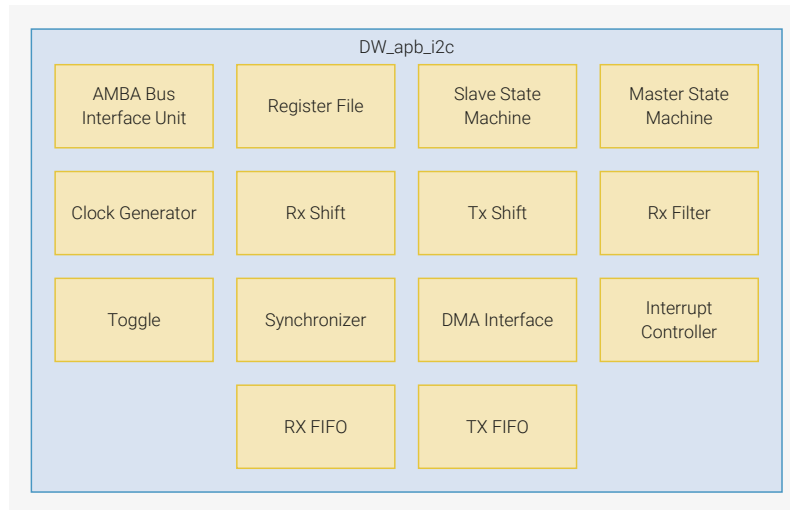 DW_apb_i2c
AMBA Bus
Interface Unit
Register File
Slave State
Machine
Master State
Machine
Clock Generator
Rx Shift
Tx Shift
Rx Filter
Toggle
Synchronizer
DMA Interface
Interrupt
Controller
RX FIFO
TX FIFO